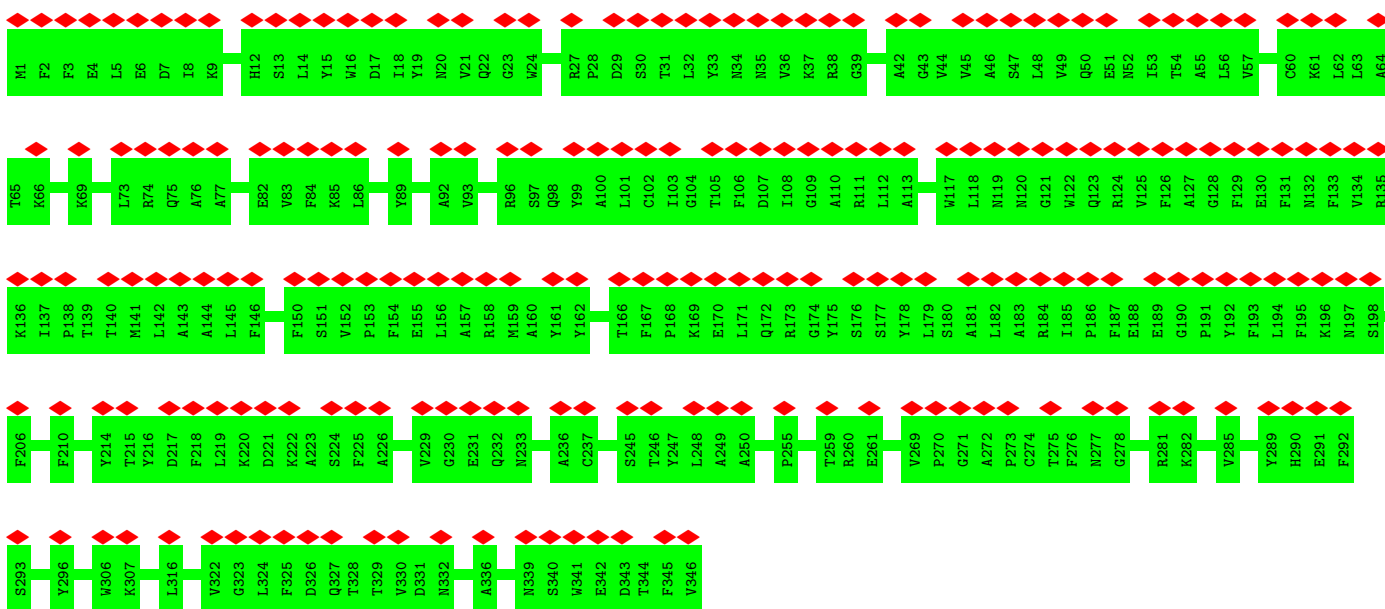 M1 F2 F3 E4 L5 E6 D7 I8 K9 H12 S13 L14 Y15 W16 D17 I18 Y19 N20 V21 Q22 G23 W24 R27 P28 D29 S30 T31 L32 Y33 N34 N35 V36 K37 R38 G39 A42 G43 V44 V45 A46 S47 L48 V49 Q50 E51 N52 I53 T54 A55 L56 V57 C60 K61 L62 L63 A64
T65 K66 K69 L73 R74 Q75 A76 A77 E82 V83 F84 K85 L86 Y89 A92 V93 R96 S97 Q98 Y99 A100 L101 C102 I103 G104 T105 F106 D107 I108 G109 A110 R111 L112 A113 W117 L118 N119 N120 G121 W122 Q123 R124 V125 F126 A127 G128 F129 E130 F131 N132 F133 V134 R135
K136 I137 P138 T139 T140 M141 L142 A143 A144 L145 F146 F150 S151 V152 P153 F154 E155 L156 A157 R158 M159 A160 Y161 Y162 T166 F167 P168 K169 E170 L171 Q172 R173 G174 Y175 S176 S177 Y178 L179 S180 A181 L182 A183 R184 I185 P186 F187 E188 E189 G190 P191 Y192 F193 L194 F195 K196 N197 S198
F206 F210 Y214 T215 Y216 D217 F218 L219 K220 D221 K222 A223 S224 F225 A226 V229 G230 E231 Q232 N233 A236 C237 S245 T246 Y247 L248 A249 A250 P255 T259 R260 E261 V269 P270 G271 A272 P273 C274 T275 F276 N277 G278 R281 K282 V285 Y289 H290 E291 F292
S293 Y296 W306 K307 L316 V322 G323 L324 F325 D326 Q327 T328 T329 V330 D331 N332 A336 N339 S340 W341 E342 D343 T344 F345 V346